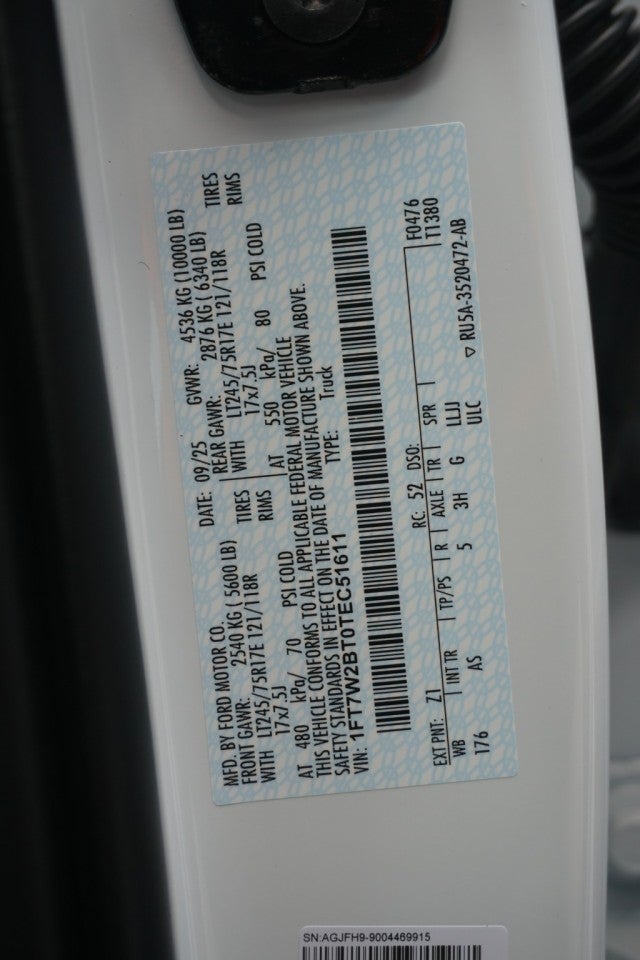 MFD. BY FORD MOTOR CO.
DATE: 09/25 GVWR: 4536 KG (10000 LB)
FRONT GAWR: 2540 KG ( 5600 LB) REAR GAWR: 2876 KG ( 6340 LB)
WITH LT245/75R17E 121/118R TIRES WITH LT245/75R17E 121/118R TIRES
17x7.5J RIMS 17x7.5J RIMS
AT 480 kPa/ 70 PSI COLD AT 550 kPa/ 80 PSI COLD
THIS VEHICLE CONFORMS TO ALL APPLICABLE FEDERAL MOTOR VEHICLE
SAFETY STANDARDS IN EFFECT ON THE DATE OF MANUFACTURE SHOWN ABOVE.
VIN: 1FT7W2BT0TEC51611 TYPE: Truck
F0476
T1380
EXT PNT: Z1 RC: 52 DSO:
WB INT TR TP/PS R AXLE TR SPR
176 AS 5 3H G LLJJ
ULC ▽ RU5A-3520472-AB
SN:AGJFH9-9004469915